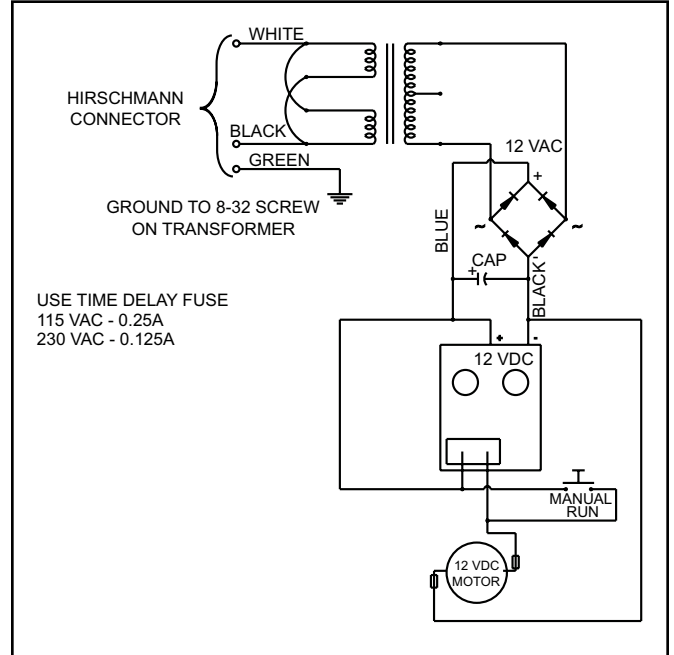 WHITE
HIRSCHMANN
CONNECTOR
BLACK
GREEN
GROUND TO 8-32 SCREW
ON TRANSFORMER
12 VAC
+
~
~
BLUE
CAP
+
BLACK'
USE TIME DELAY FUSE
115 VAC - 0.25A
230 VAC - 0.125A
+ -
12 VDC
MANUAL
RUN
12 VDC
MOTOR